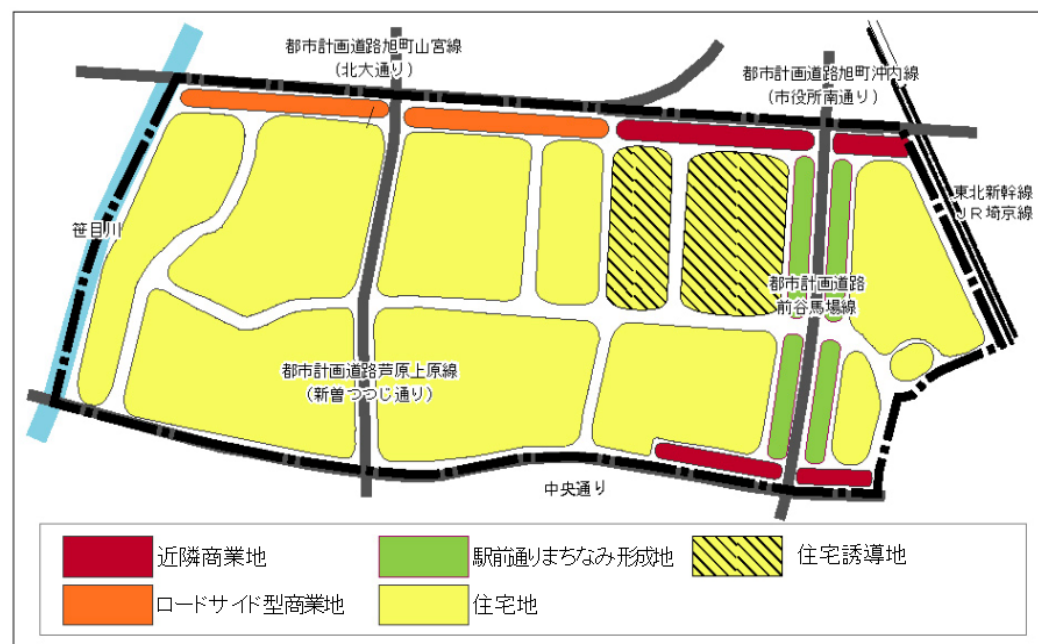 都市計画道路旭町山宮線
(北大通り)
都市計画道路旭町沖内線
(市役所南通り)
東北新幹線
JR埼京線
笹目川
都市計画道路
前谷馬場線
都市計画道路芦原上原線
(新曽つつじ通り)
中央通り
近隣商業地
駅前通りまちなみ形成地
住宅誘導地
ロードサイド型商業地
住宅地